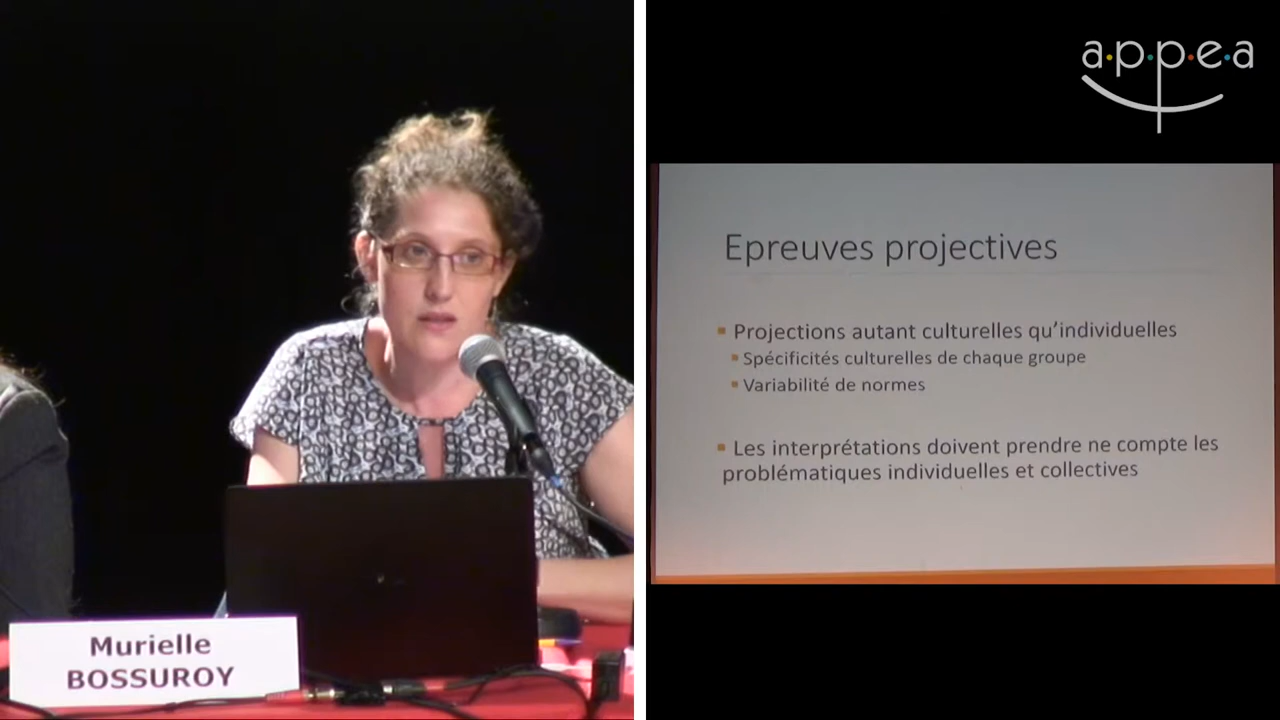 Murielle
BOSSUROY
a.p.p.e.a
Epreuves projectives
▪ Projections autant culturelles qu’individuelles
▪ Spécificités culturelles de chaque groupe
▪ Variabilité de normes
▪ Les interprétations doivent prendre ne compte les
problématiques individuelles et collectives